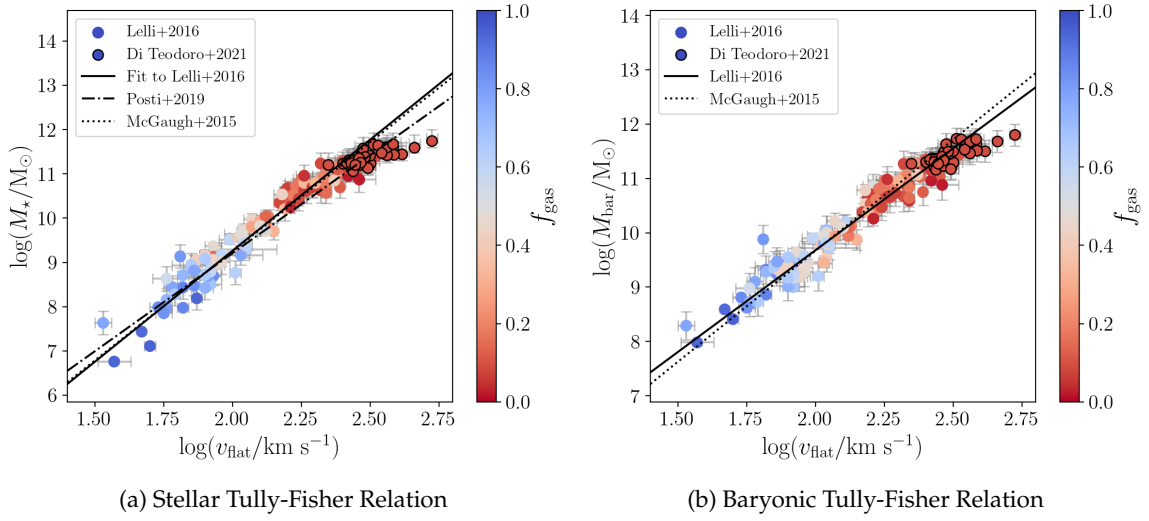 14
13
12
11
10
9
8
7
6
log(M⋆/M⊙)
Lelli+2016
Di Teodoro+2021
Fit to Lelli+2016
Posti+2019
McGaugh+2015
1.50 1.75 2.00 2.25 2.50 2.75
log(vflat/km s−1)
1.0
0.8
0.6
0.4
0.2
0.0
fgas
(a) Stellar Tully-Fisher Relation
14
13
12
11
10
9
8
7
log(Mbar/M⊙)
Lelli+2016
Di Teodoro+2021
Lelli+2016
McGaugh+2015
1.50 1.75 2.00 2.25 2.50 2.75
log(vflat/km s−1)
1.0
0.8
0.6
0.4
0.2
0.0
fgas
(b) Baryonic Tully-Fisher Relation